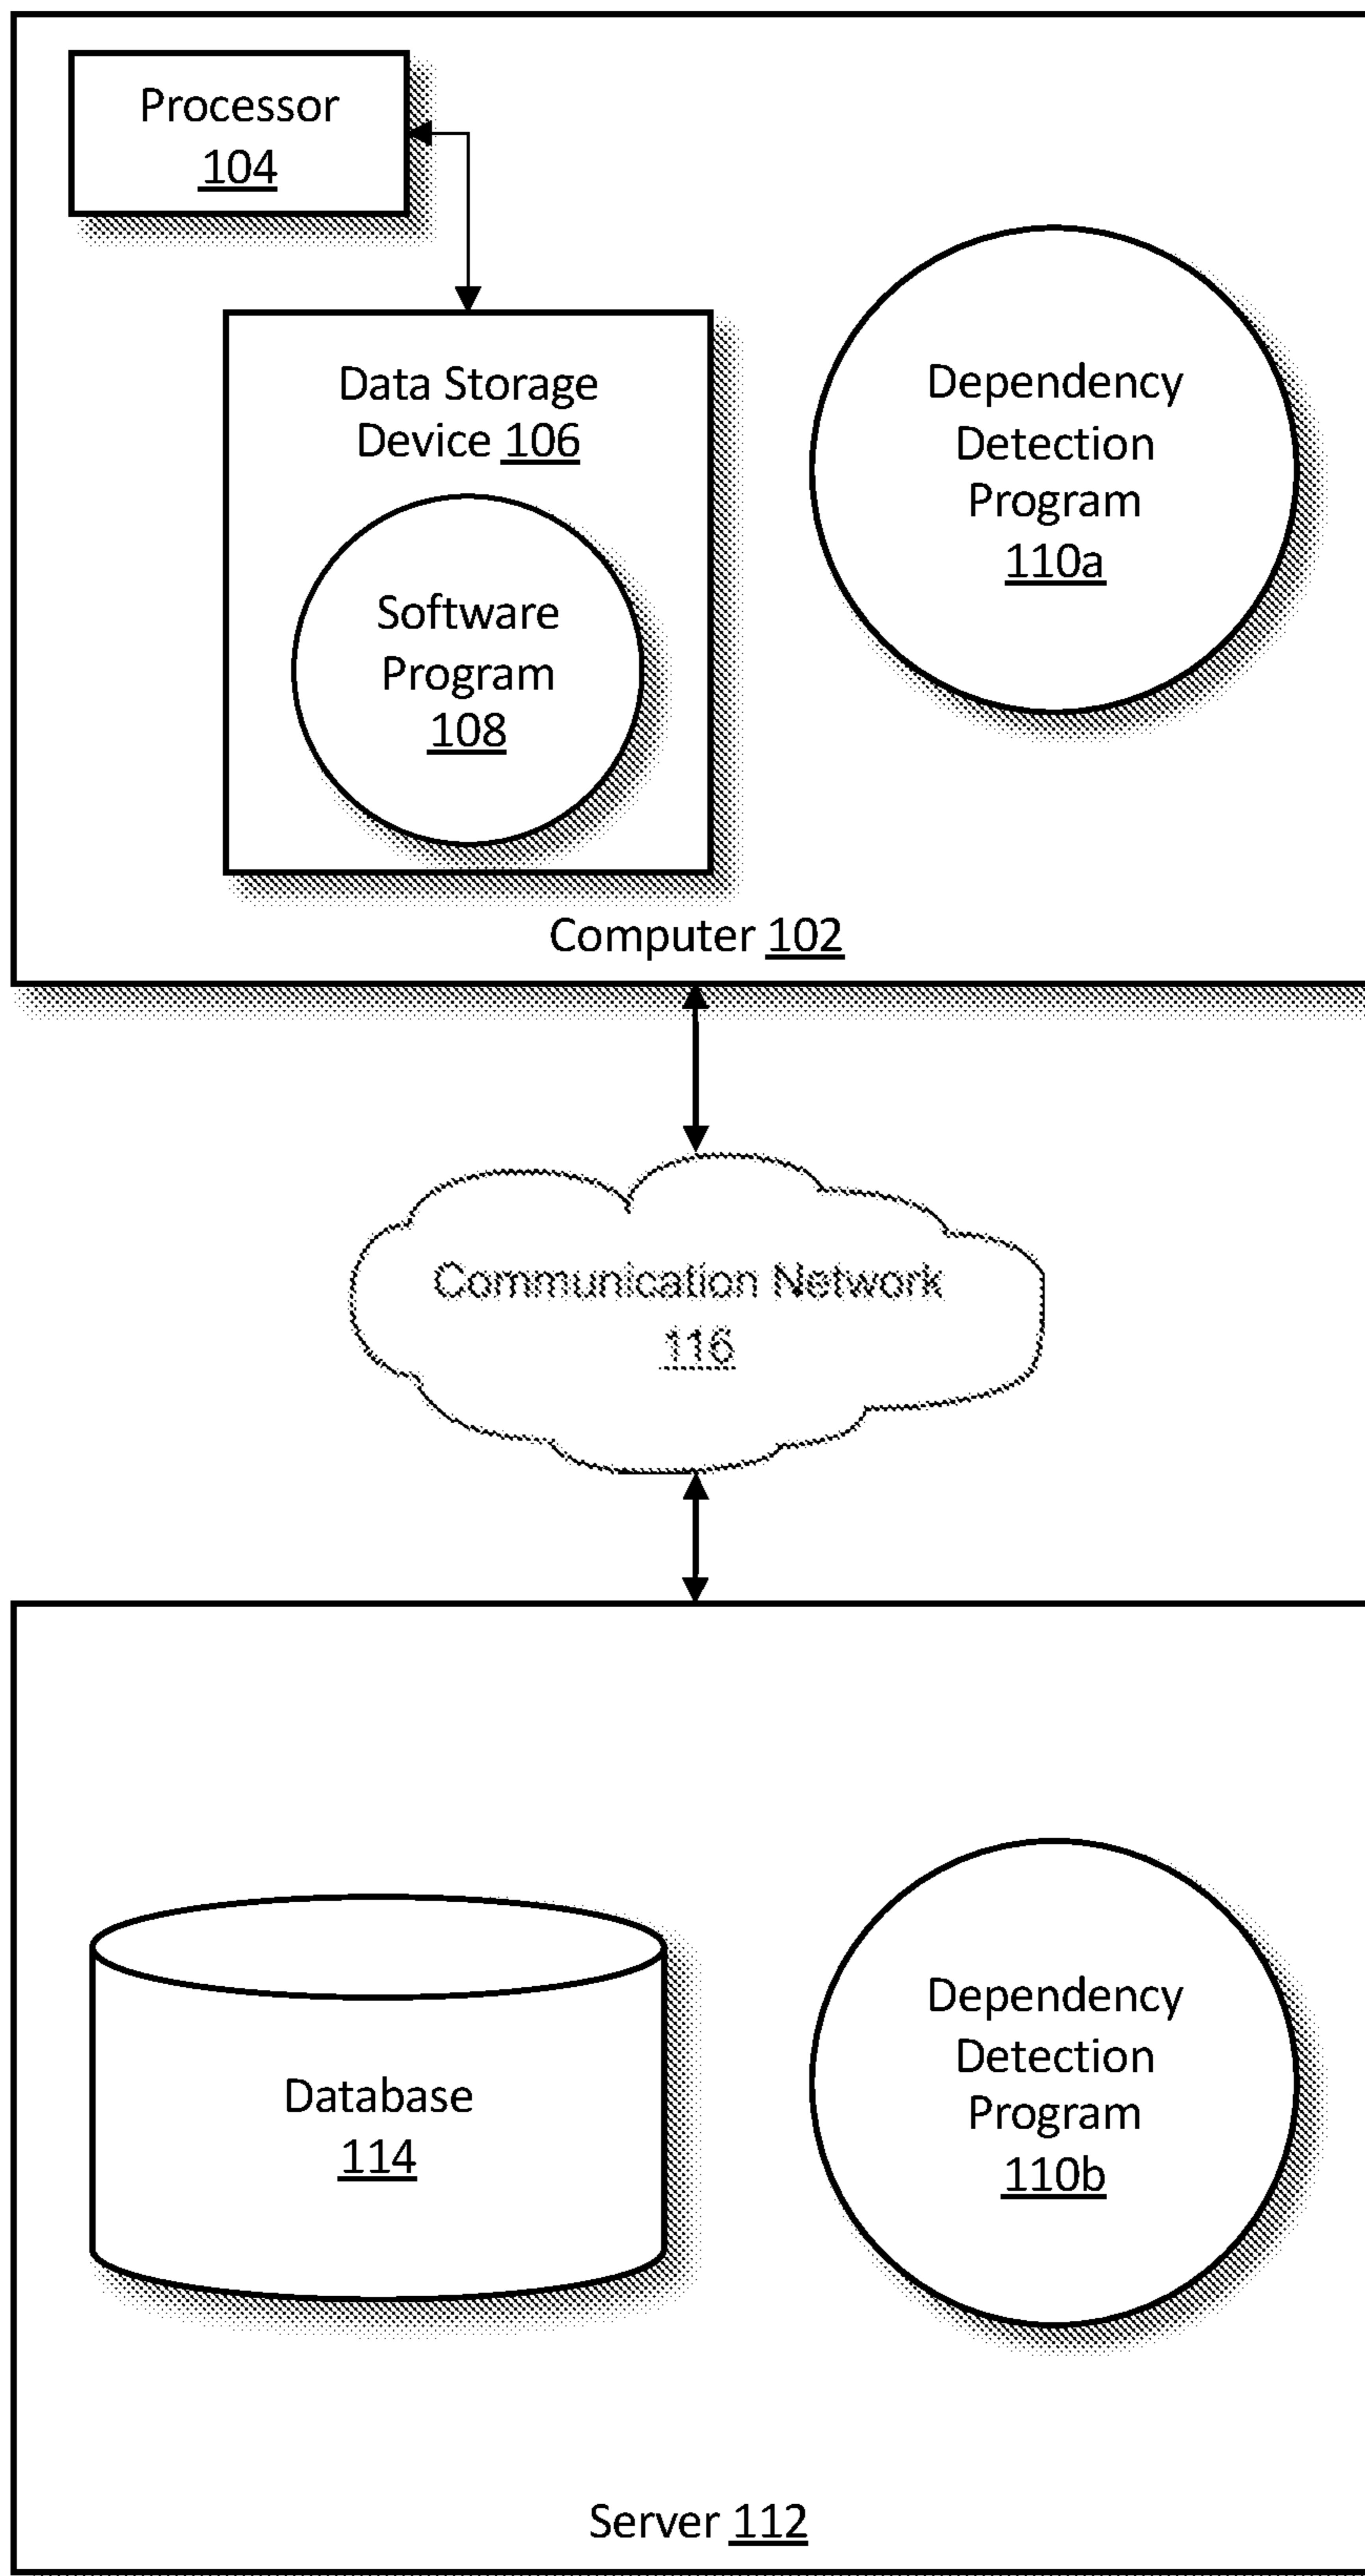 Processor
104
Data Storage
Device 106
Software
Program
108
Dependency
Detection
Program
110a
Computer 102
Communication Network
116
Database
114
Dependency
Detection
Program
110b
Server 112